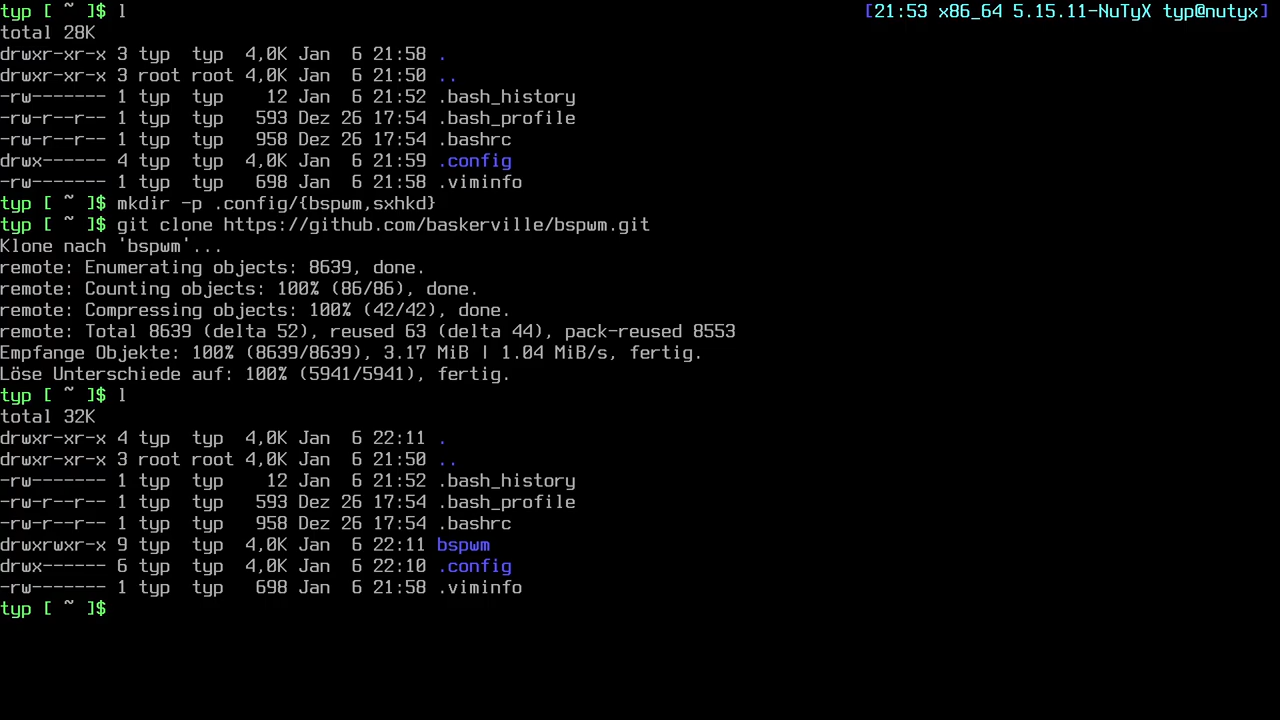 typ [ ~ ]$ l [21:53 x86_64 5.15.11-NuTyX typ@nutyx]
total 28K
drwxr-xr-x 3 typ  typ  4,0K Jan  6 21:58 .
drwxr-xr-x 3 root root 4,0K Jan  6 21:50 ..
-rw------- 1 typ  typ    12 Jan  6 21:52 .bash_history
-rw-r--r-- 1 typ  typ   593 Dez 26 17:54 .bash_profile
-rw-r--r-- 1 typ  typ   958 Dez 26 17:54 .bashrc
drwx------ 4 typ  typ  4,0K Jan  6 21:59 .config
-rw------- 1 typ  typ   698 Jan  6 21:58 .viminfo
typ [ ~ ]$ mkdir -p .config/{bspwm,sxhkd}
typ [ ~ ]$ git clone https://github.com/baskerville/bspwm.git
Klone nach 'bspwm'...
remote: Enumerating objects: 8639, done.
remote: Counting objects: 100% (86/86), done.
remote: Compressing objects: 100% (42/42), done.
remote: Total 8639 (delta 52), reused 63 (delta 44), pack-reused 8553
Empfange Objekte: 100% (8639/8639), 3.17 MiB | 1.04 MiB/s, fertig.
Löse Unterschiede auf: 100% (5941/5941), fertig.
typ [ ~ ]$ l
total 32K
drwxr-xr-x 4 typ  typ  4,0K Jan  6 22:11 .
drwxr-xr-x 3 root root 4,0K Jan  6 21:50 ..
-rw------- 1 typ  typ    12 Jan  6 21:52 .bash_history
-rw-r--r-- 1 typ  typ   593 Dez 26 17:54 .bash_profile
-rw-r--r-- 1 typ  typ   958 Dez 26 17:54 .bashrc
drwxrwxr-x 9 typ  typ  4,0K Jan  6 22:11 bspwm
drwx------ 6 typ  typ  4,0K Jan  6 22:10 .config
-rw------- 1 typ  typ   698 Jan  6 21:58 .viminfo
typ [ ~ ]$